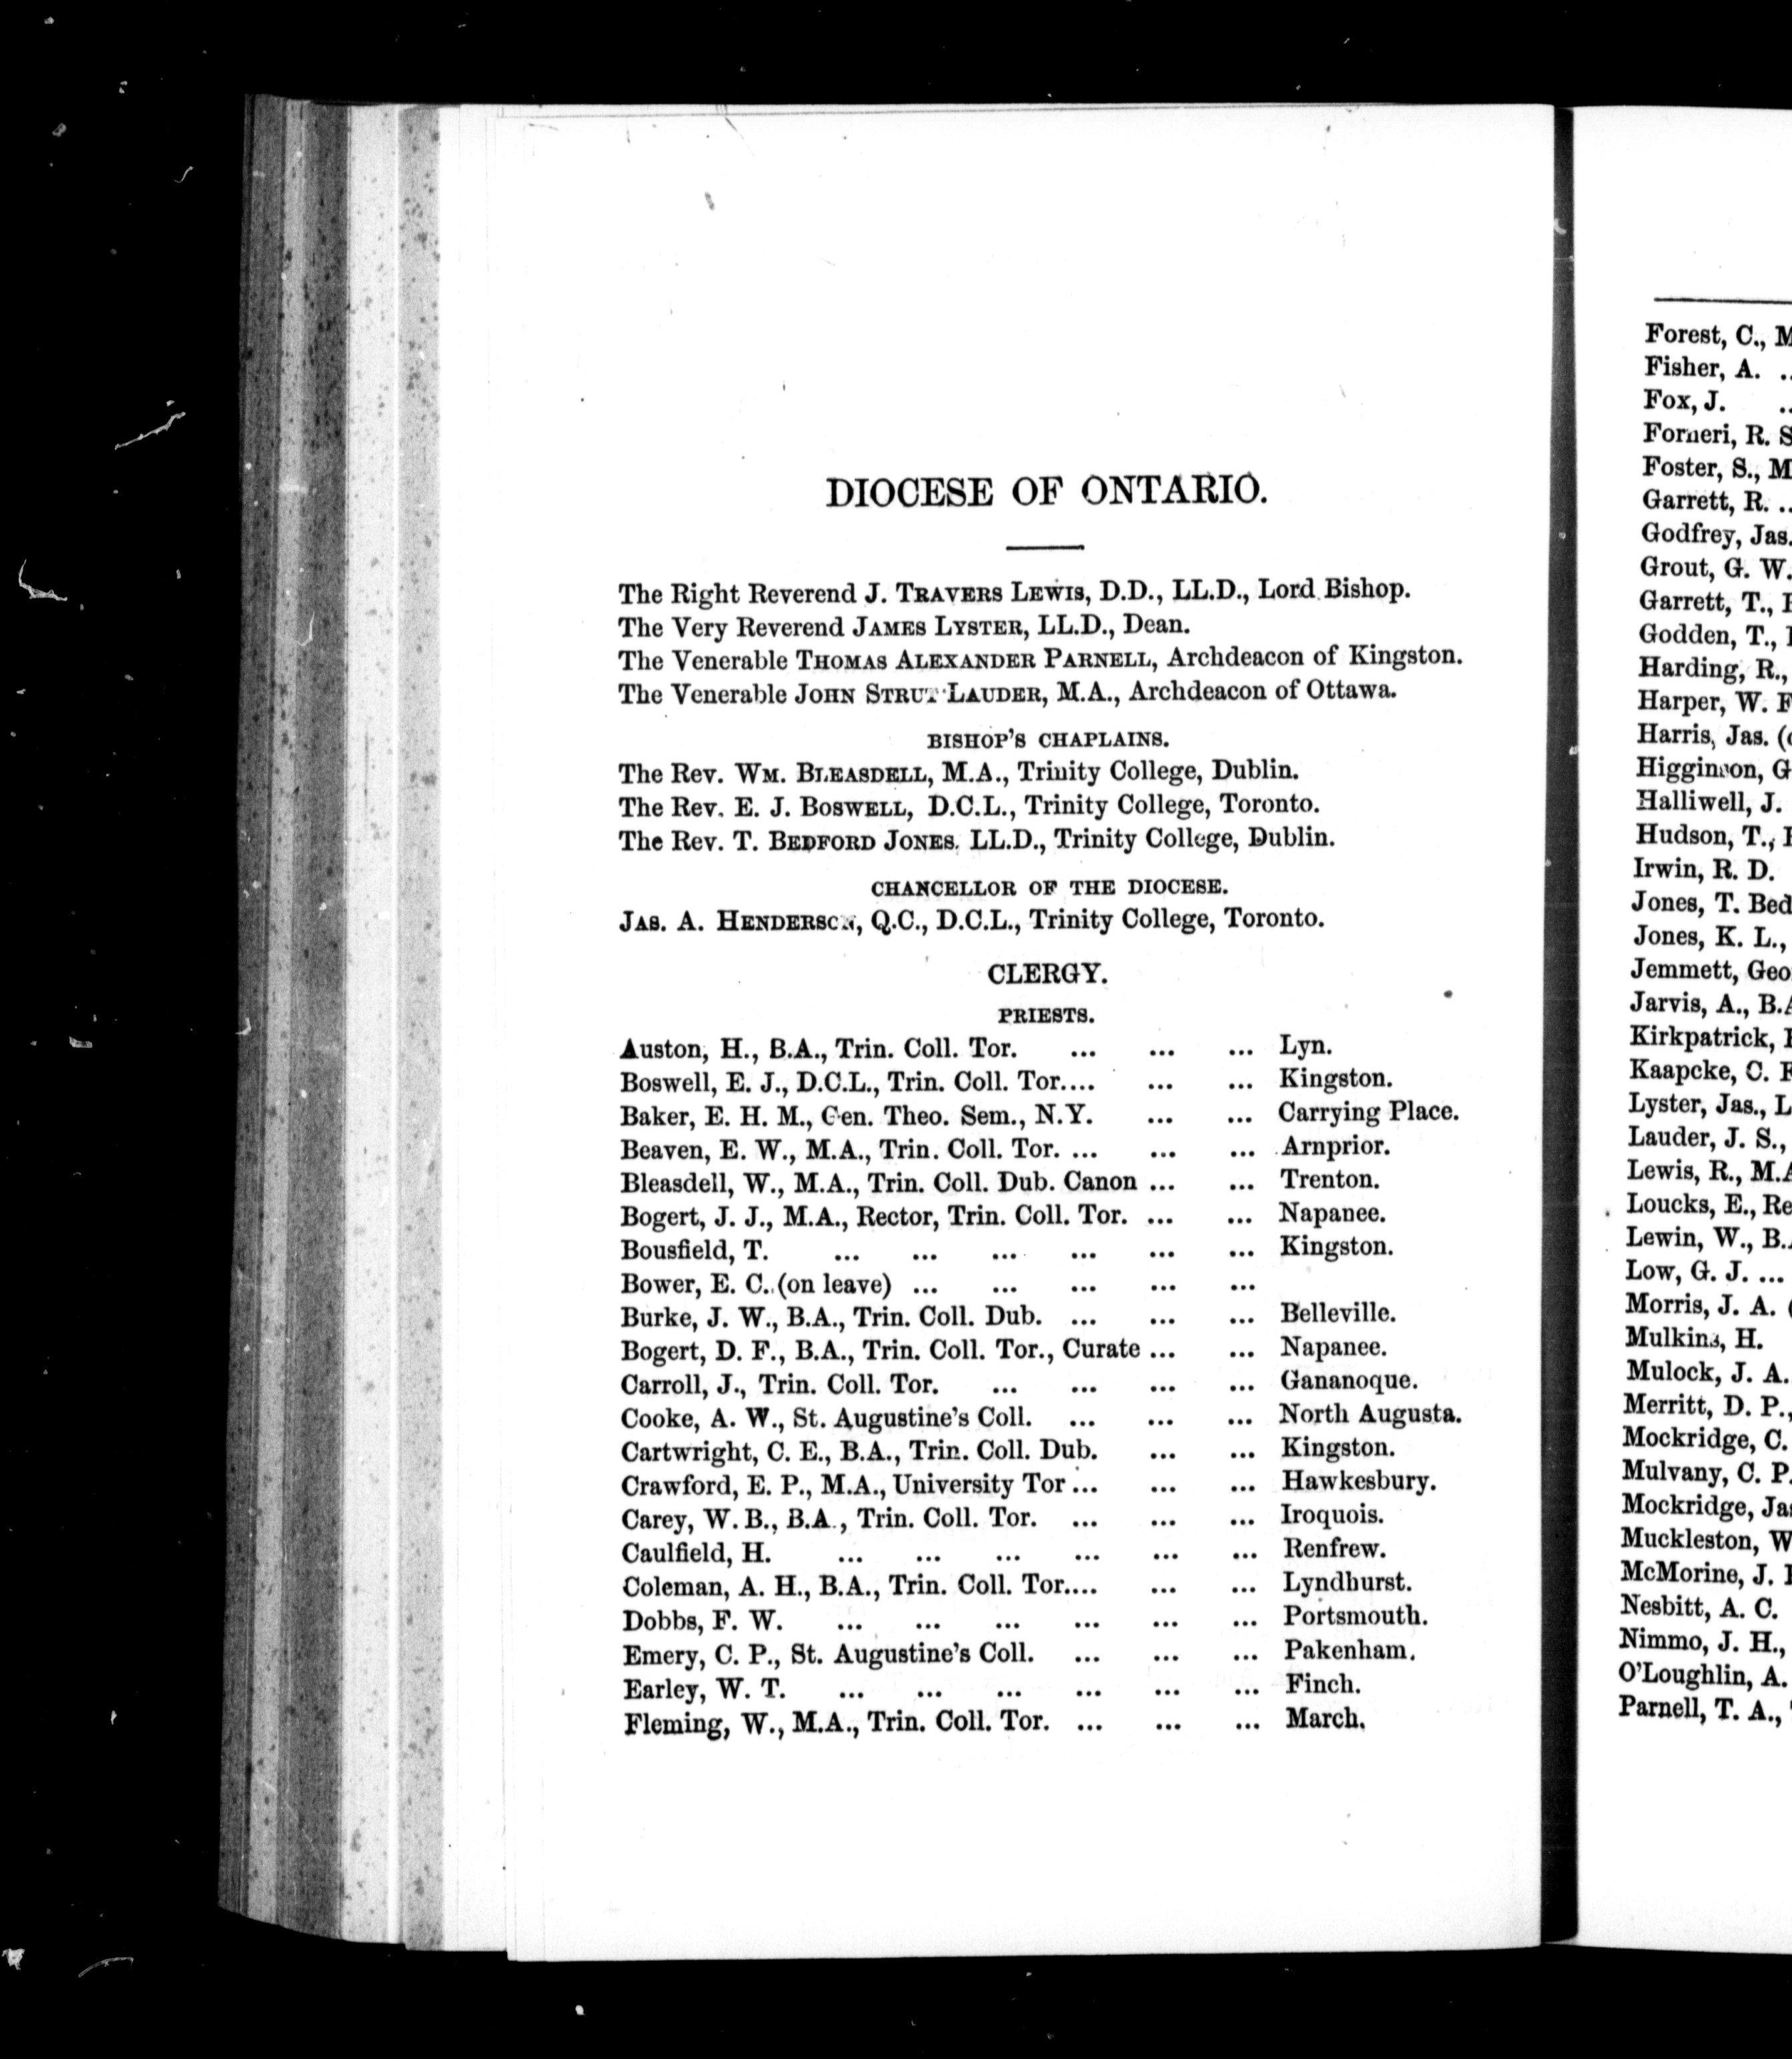 DIOCESE OF ONTARIO.
The Right Reverend J. TRAVERS LEWIS, D.D., LL.D., Lord Bishop.
The Very Reverend JAMES LYSTER, LL.D., Dean.
The Venerable THOMAS ALEXANDER PARNELL, Archdeacon of Kingston.
The Venerable JOHN STRUT LAUDER, M.A., Archdeacon of Ottawa.
BISHOP'S CHAPLAINS.
The Rev. WM. BLEASDELL, M.A., Trinity College, Dublin.
The Rev. E. J. BOSWELL, D.C.L., Trinity College, Toronto.
The Rev. T. BEDFORD JONES, LL.D., Trinity College, Dublin.
CHANCELLOR OF THE DIOCESE.
JAS. A. HENDERSON, Q.C., D.C.L., Trinity College, Toronto.
CLERGY.
PRIESTS.
Auston, H., B.A., Trin. Coll. Tor. ... ... ... Lyn.
Boswell, E. J., D.C.L., Trin. Coll. Tor.... ... ... Kingston.
Baker, E. H. M., Gen. Theo. Sem., N.Y. ... ... Carrying Place.
Beaven, E. W., M.A., Trin. Coll. Tor. ... ... ... Arnprior.
Bleasdell, W., M.A., Trin. Coll. Dub. Canon ... ... Trenton.
Bogert, J. J., M.A., Rector, Trin. Coll. Tor. ... ... Napanee.
Bousfield, T. ... ... ... ... ... ... Kingston.
Bower, E. C. (on leave) ... ... ... ... ...
Burke, J. W., B.A., Trin. Coll. Dub. ... ... ... Belleville.
Bogert, D. F., B.A., Trin. Coll. Tor., Curate ... ... Napanee.
Carroll, J., Trin. Coll. Tor. ... ... ... ... Gananoque.
Cooke, A. W., St. Augustine's Coll. ... ... ... North Augusta.
Cartwright, C. E., B.A., Trin. Coll. Dub. ... ... Kingston.
Crawford, E. P., M.A., University Tor ... ... ... Hawkesbury.
Carey, W. B., B.A., Trin. Coll. Tor. ... ... ... Iroquois.
Caulfield, H. ... ... ... ... ... ... Renfrew.
Coleman, A. H., B.A., Trin. Coll. Tor.... ... ... Lyndhurst.
Dobbs, F. W. ... ... ... ... ... ... Portsmouth.
Emery, C. P., St. Augustine's Coll. ... ... ... Pakenham.
Earley, W. T. ... ... ... ... ... ... Finch.
Fleming, W., M.A., Trin. Coll. Tor. ... ... ... March.
Forest, C., M
Fisher, A. ..
Fox, J. ..
Forneri, R. S
Foster, S., M
Garrett, R. ..
Godfrey, Jas.
Grout, G. W.
Garrett, T.,
Godden, T.,
Harding, R.,
Harper, W. F
Harris, Jas. (
Higginson, G
Halliwell, J.
Hudson, T.,
Irwin, R. D.
Jones, T. Bed
Jones, K. L.,
Jemmett, Geo
Jarvis, A., B.A
Kirkpatrick,
Kaapcke, C. F
Lyster, Jas., L
Lauder, J. S.,
Lewis, R., M.A
Loucks, E., Re
Lewin, W., B.A
Low, G. J. ...
Morris, J. A. (
Mulkins, H.
Mulock, J. A.
Merritt, D. P.,
Mockridge, C.
Mulvany, C. P.
Mockridge, Jas
Muckleston, W
McMorine, J.
Nesbitt, A. C.
Nimmo, J. H.,
O'Loughlin, A.
Parnell, T. A.,